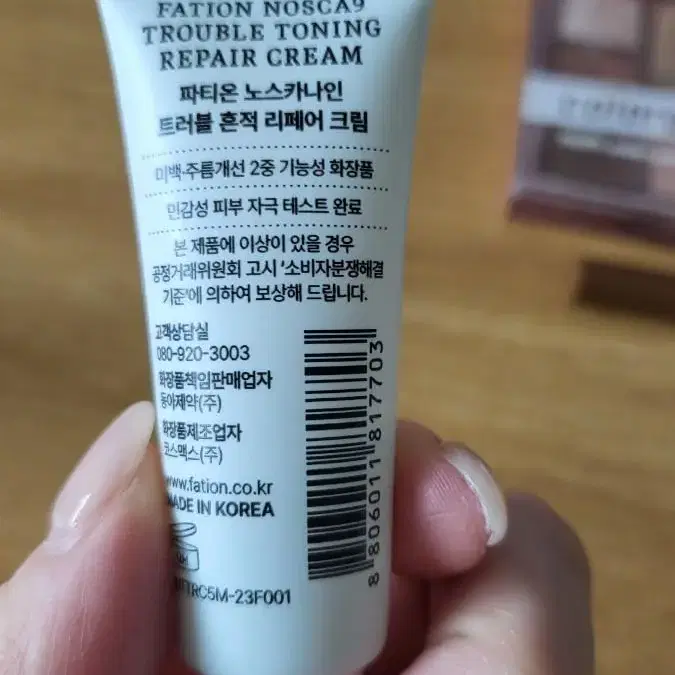 FATION NOSCA9
TROUBLE TONING
REPAIR CREAM
파티온 노스카나인
트러블 흔적 리페어 크림
미백·주름개선 2중 기능성 화장품
민감성 피부 자극 테스트 완료
본 제품에 이상이 있을 경우
공정거래위원회 고시 '소비자분쟁해결
기준'에 의하여 보상해 드립니다.
고객상담실
080-920-3003
화장품책임판매업자
동아제약(주)
화장품제조업자
코스맥스(주)
www.fation.co.kr
MADE IN KOREA
TRC5M-23F001
8 806011 817703